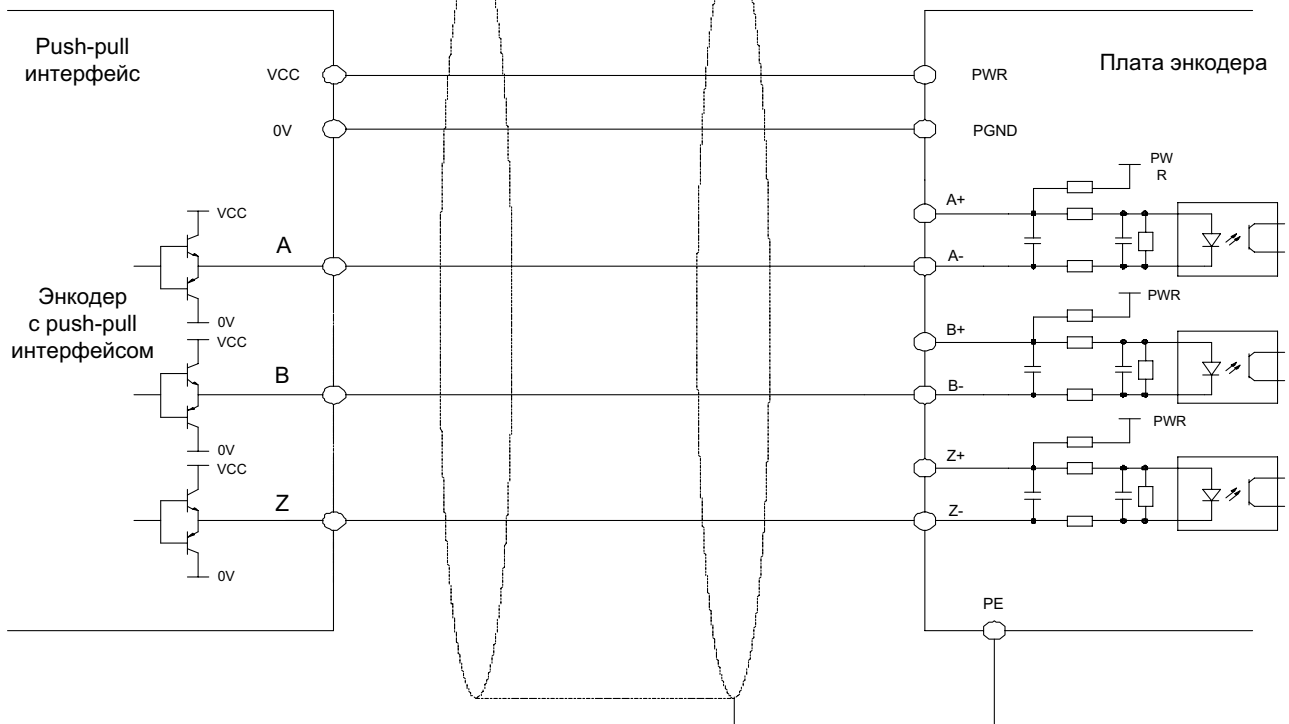 Push-pull
интерфейс
VCC
0V
VCC
A
0V
Энкодер
с push-pull
интерфейсом
VCC
B
0V
VCC
Z
0V
Плата энкодера
PWR
PGND
PW
R
A+
A-
PWR
B+
B-
PWR
Z+
Z-
PE